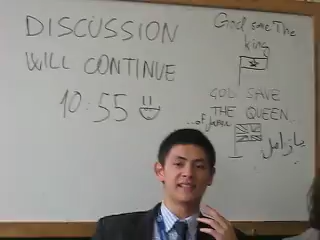 DISCUSSION
WILL CONTINUE
10:55
God save The
king
GOD SAVE
THE QUEEN...
...of JAPAN